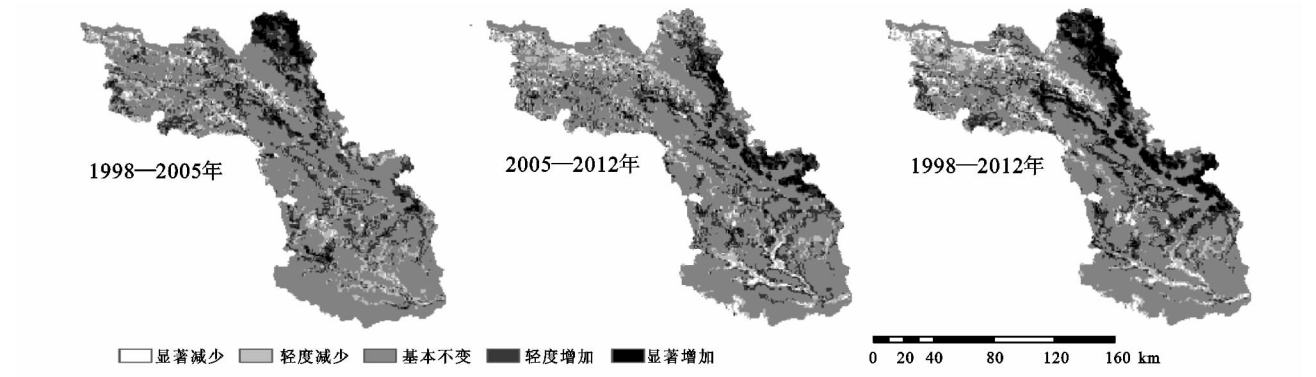 1998—2005年
2005—2012年
1998—2012年
显著减少 轻度减少 基本不变 轻度增加 显著增加
0 20 40 80 120 160 km